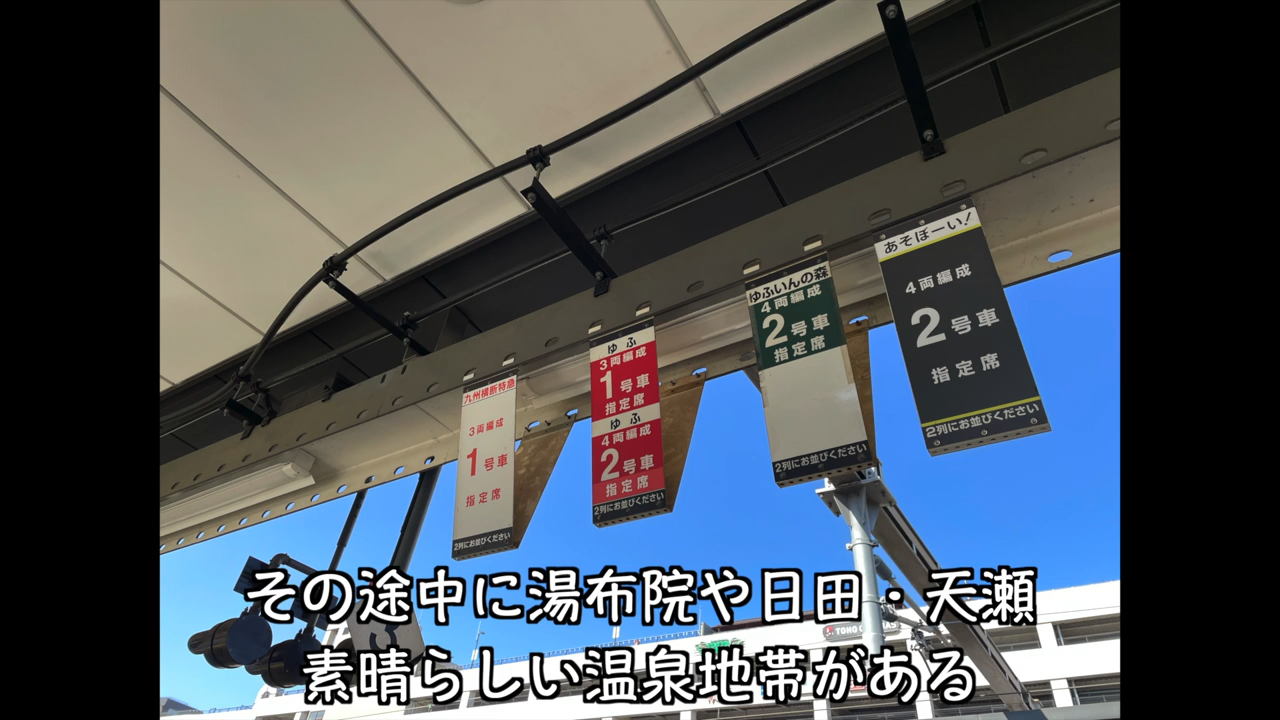 九州横断特急
3両編成
1号車
指定席
2列にお並びください
ゆふ
3両編成
1号車
指定席
ゆふ
4両編成
2号車
指定席
2列にお並びください
ゆふいんの森
4両編成
2号車
指定席
2列にお並びください
あそぼーい!
4両編成
2号車
指定席
2列にお並びください
3
TOHO
その途中に湯布院や日田・天瀬
素晴らしい温泉地帯がある